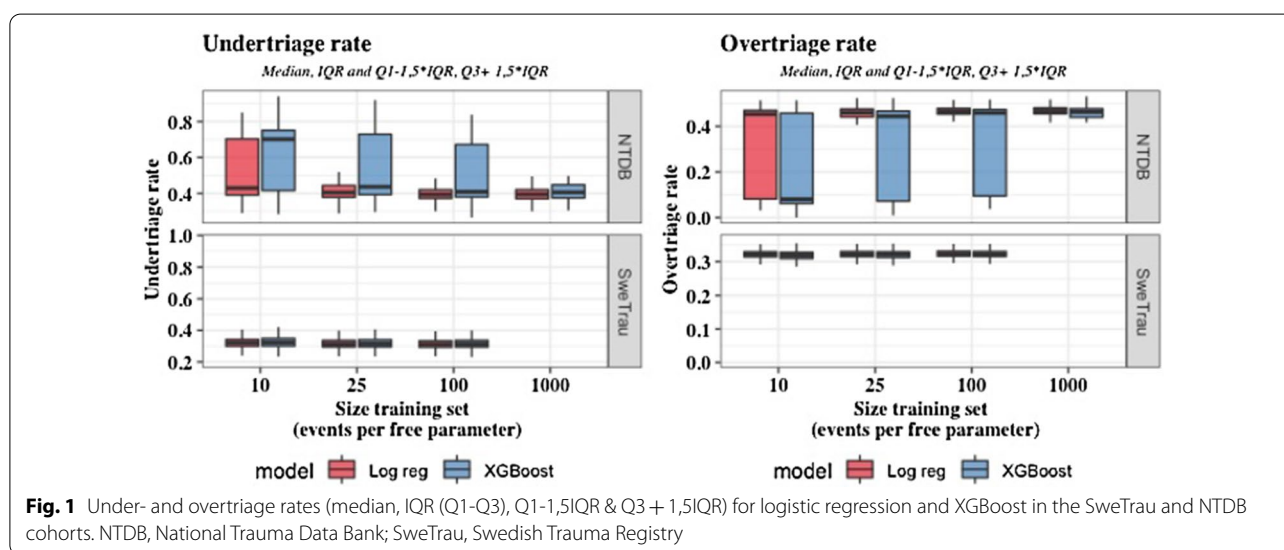 Undertriage rate
Median, IQR and Q1-1,5*IQR, Q3+ 1,5*IQR
Undertriage rate
0.8
0.6
0.4
NTDB
1.0
0.8
0.6
0.4
0.2
SweTrau
10 25 100 1000
Size training set
(events per free parameter)
model Log reg XGBoost
Overtriage rate
Median, IQR and Q1-1,5*IQR, Q3+ 1,5*IQR
Overtriage rate
0.4
0.2
0.0
NTDB
0.3
0.2
0.1
0.0
SweTrau
10 25 100 1000
Size training set
(events per free parameter)
model Log reg XGBoost
Fig. 1 Under- and overtriage rates (median, IQR (Q1-Q3), Q1-1,5IQR & Q3 + 1,5IQR) for logistic regression and XGBoost in the SweTrau and NTDB
cohorts. NTDB, National Trauma Data Bank; SweTrau, Swedish Trauma Registry